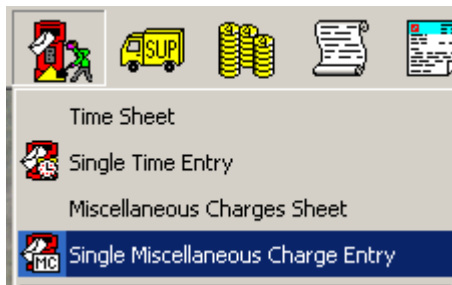 SUP
Time Sheet
Single Time Entry
Miscellaneous Charges Sheet
MC
Single Miscellaneous Charge Entry